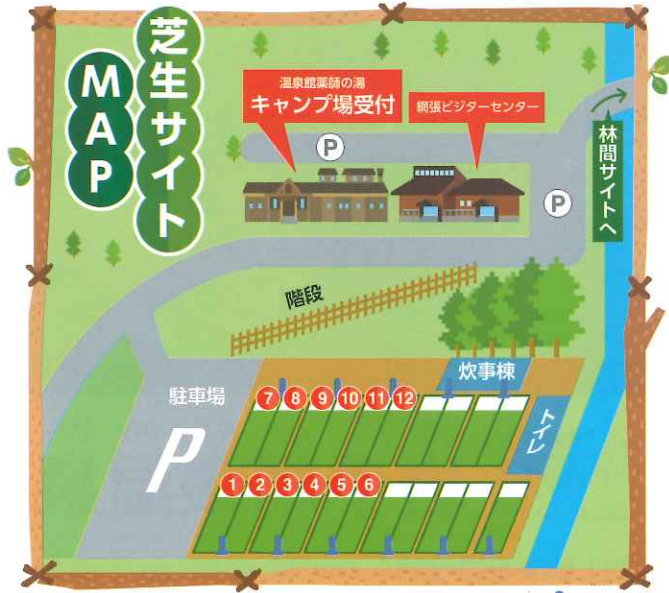 芝生サイト
MAP
温泉館薬師の湯
キャンプ場受付
網張ビジターセンター
P
P
林間サイトへ
階段
炊事棟
駐車場
P
トイレ
7 8 9 10 11 12
1 2 3 4 5 6